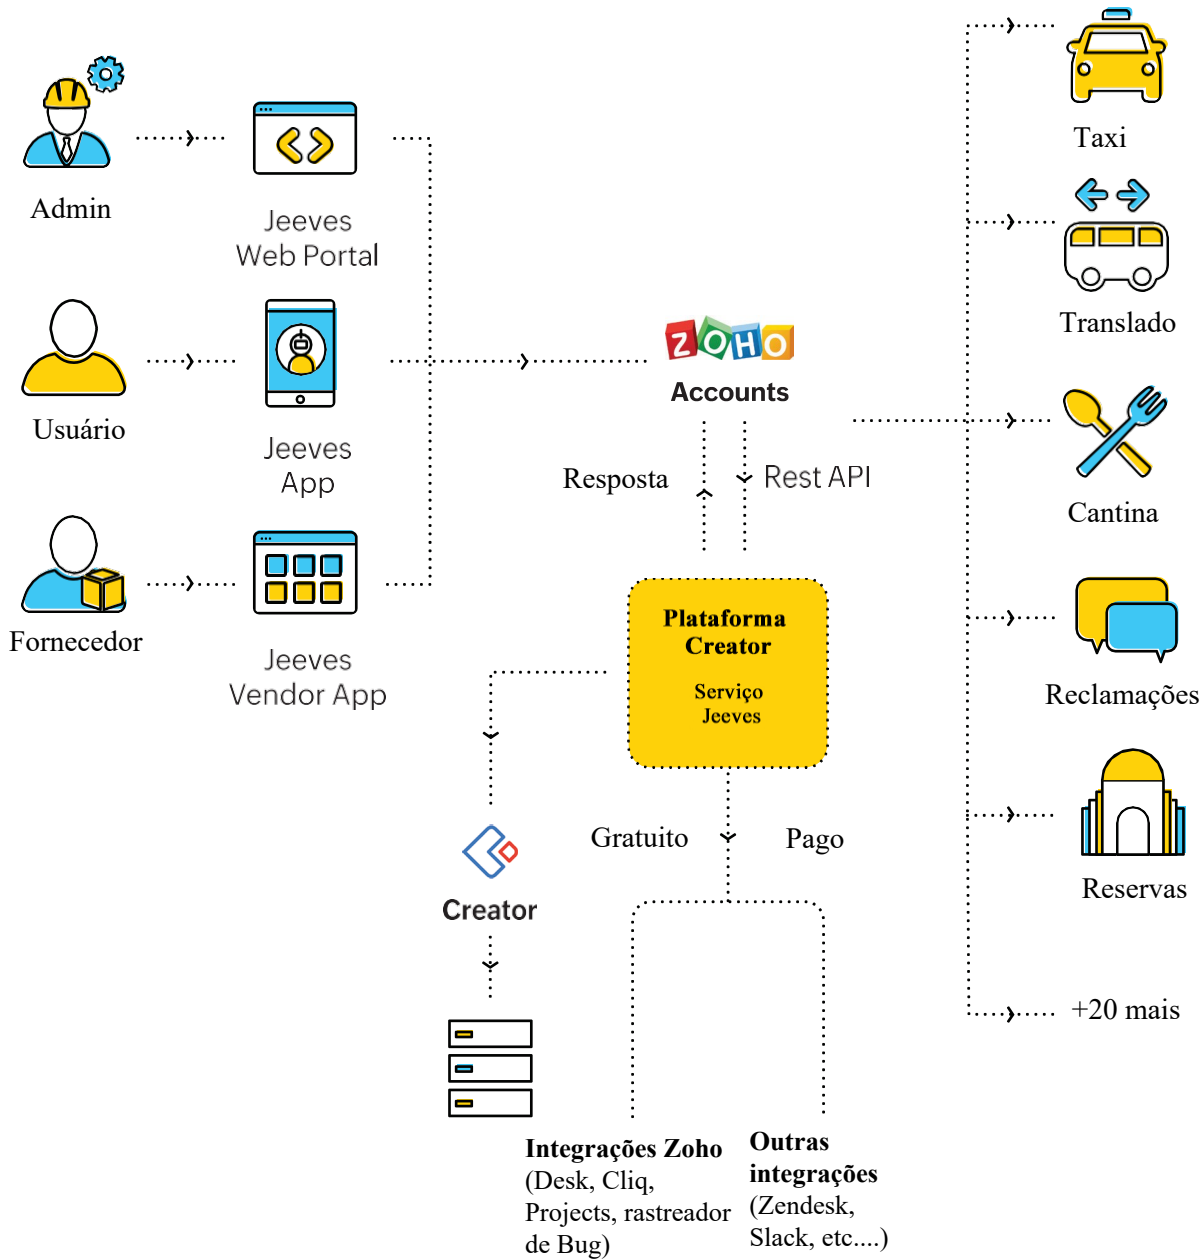 Admin
Jeeves
Web Portal
Usuário
Jeeves
App
Fornecedor
Jeeves
Vendor App
ZOHO
Accounts
Resposta
Rest API
Plataforma
Creator
Serviço
Jeeves
Gratuito
Pago
Creator
Integrações Zoho
(Desk, Cliq,
Projects, rastreador
de Bug)
Outras
integrações
(Zendesk,
Slack, etc....)
Taxi
Translado
Cantina
Reclamações
Reservas
+20 mais